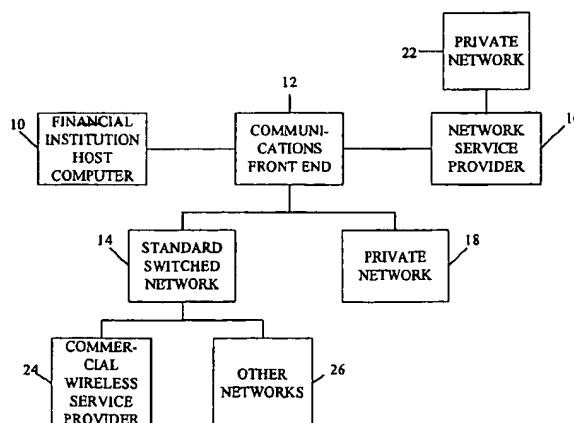 22
PRIVATE
NETWORK
12
10
FINANCIAL
INSTITUTION
HOST
COMPUTER
COMMUNI-
CATIONS
FRONT END
NETWORK
SERVICE
PROVIDER
14
STANDARD
SWITCHED
NETWORK
PRIVATE
NETWORK
18
24
COMMER-
CIAL
WIRELESS
SERVICE
PROVIDER
OTHER
NETWORKS
26